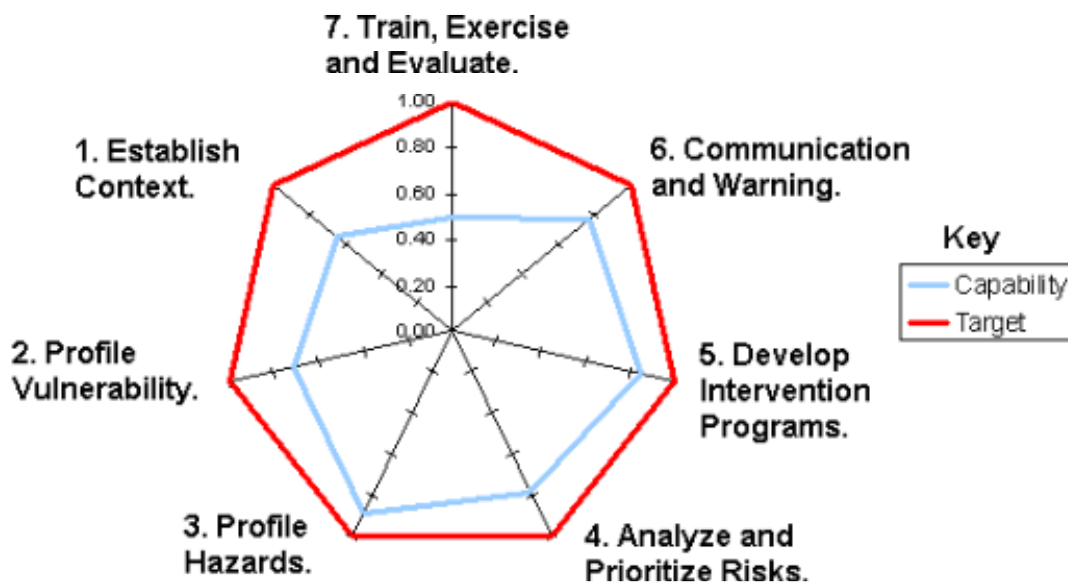 7. Train, Exercise
and Evaluate.
1.00
0.80
0.60
0.40
0.20
0.00
1. Establish
Context.
6. Communication
and Warning.
Key
Capability
Target
2. Profile
Vulnerability.
5. Develop
Intervention
Programs.
3. Profile
Hazards.
4. Analyze and
Prioritize Risks.